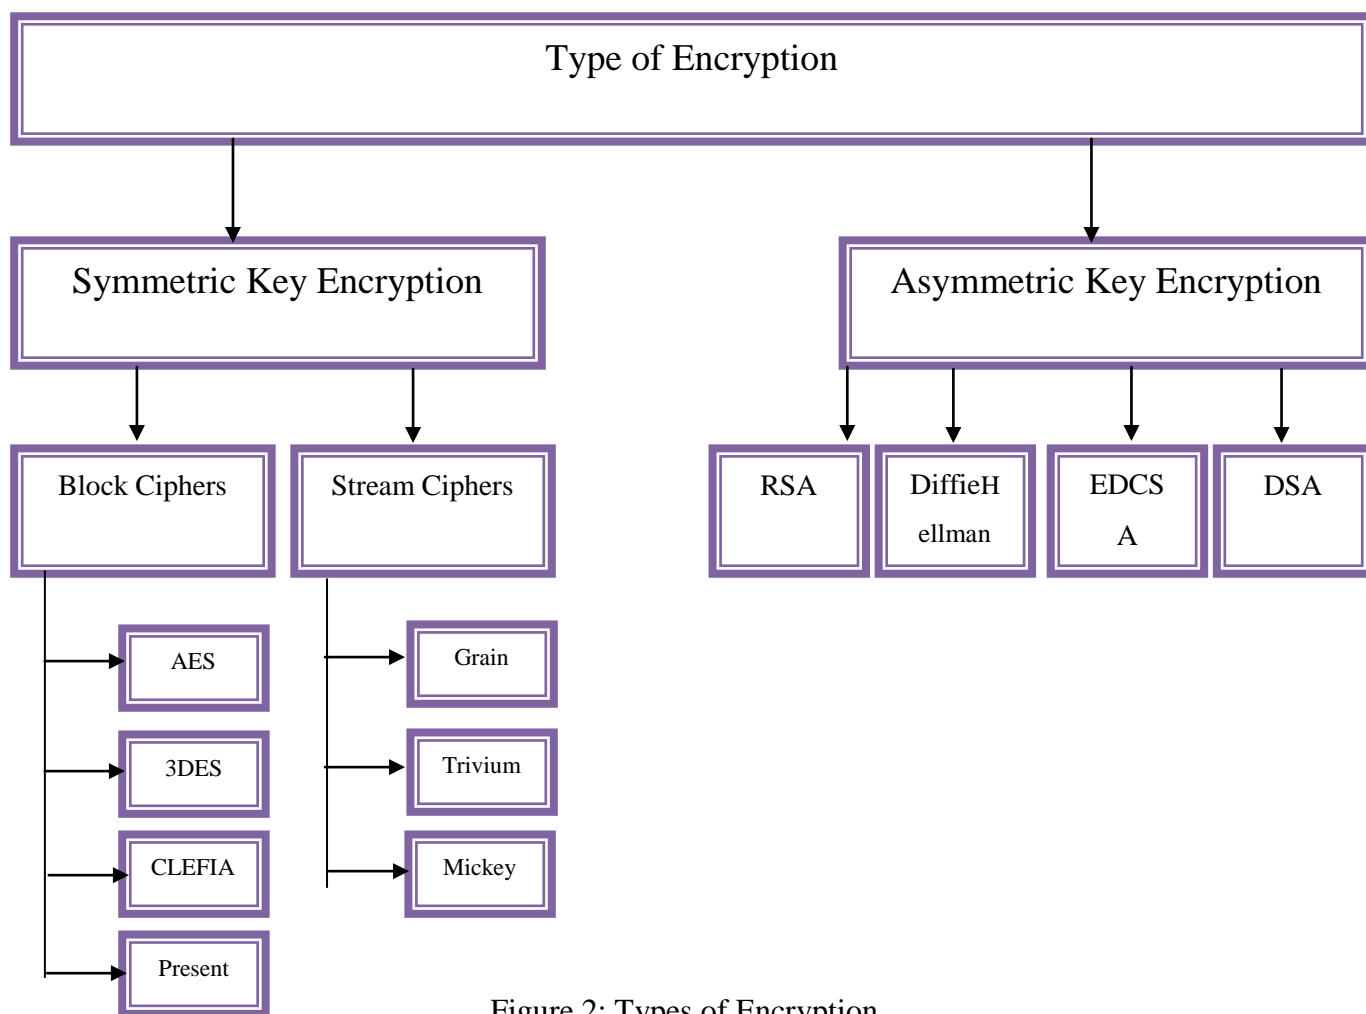 Type of Encryption
Symmetric Key Encryption
Asymmetric Key Encryption
Block Ciphers
Stream Ciphers
RSA
DiffieH
ellman
EDCS
A
DSA
AES
3DES
CLEFIA
Present
Grain
Trivium
Mickey
Figure 2: Types of Encryption